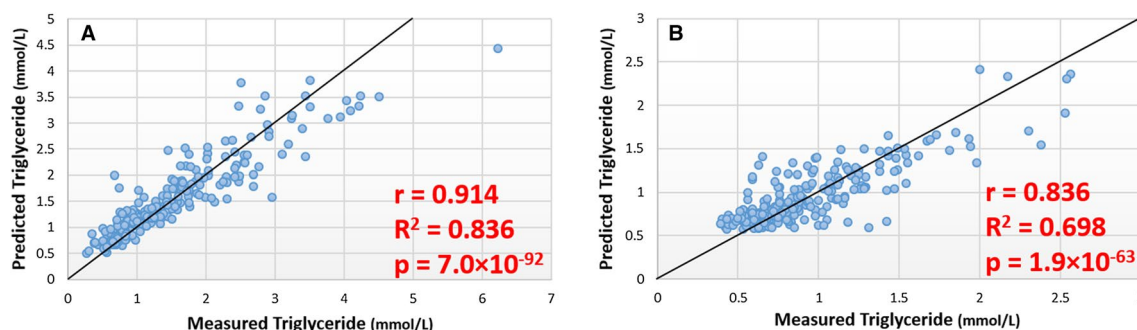 A
Predicted Triglyceride (mmol/L)
5
4.5
4
3.5
3
2.5
2
1.5
1
0.5
0
0 1 2 3 4 5 6 7
Measured Triglyceride (mmol/L)
r = 0.914
R² = 0.836
p = 7.0×10⁻⁹²
B
Predicted Triglyceride (mmol/L)
3
2.5
2
1.5
1
0.5
0
0 0.5 1 1.5 2 2.5
Measured Triglyceride (mmol/L)
r = 0.836
R² = 0.698
p = 1.9×10⁻⁶³